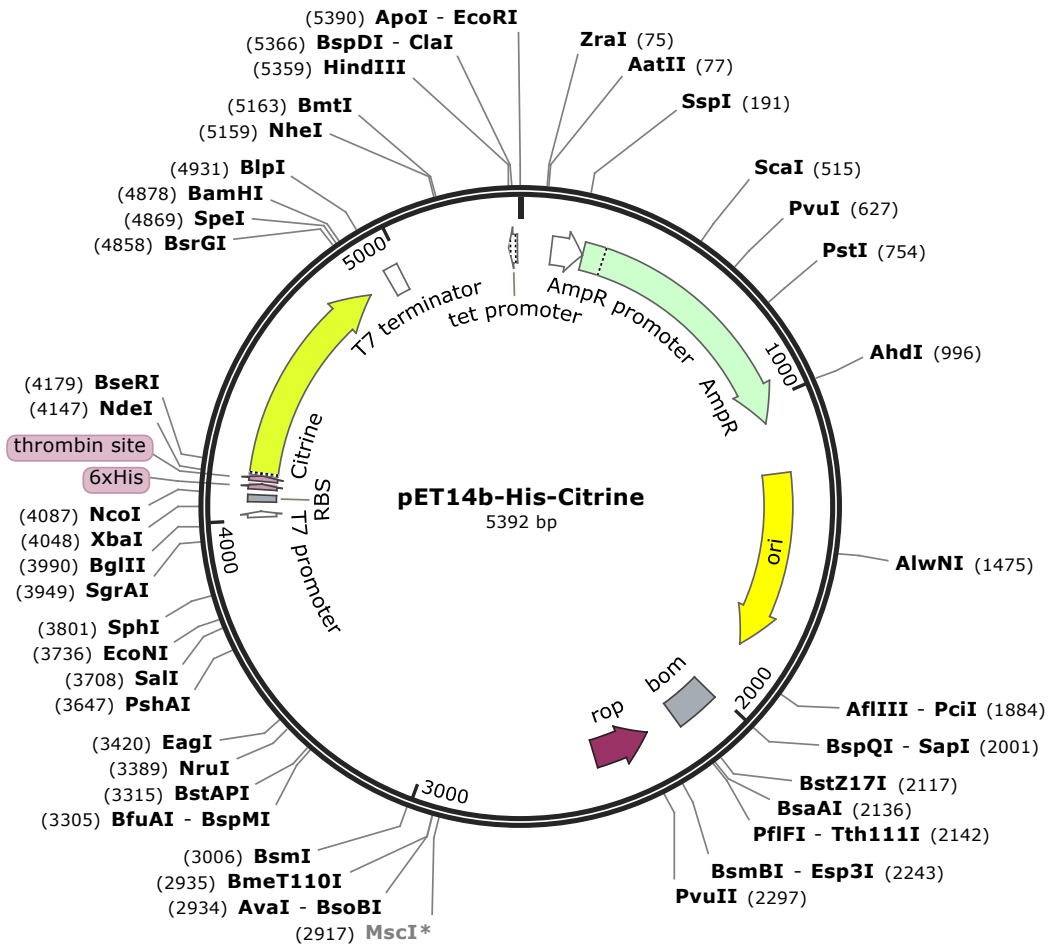 (5390) ApoI - EcoRI
(5366) BspDI - ClaI
(5359) HindIII
(5163) BmtI
(5159) NheI
(4931) BlpI
(4878) BamHI
(4869) SpeI
(4858) BsrGI
ZraI (75)
AatII (77)
SspI (191)
ScaI (515)
PvuI (627)
PstI (754)
AhdI (996)
AlwNI (1475)
AflIII - PciI (1884)
BspQI - SapI (2001)
BstZ17I (2117)
BsaAI (2136)
PflFI - Tth111I (2142)
BsmBI - Esp3I (2243)
PvuII (2297)
(4179) BseRI
(4147) NdeI
thrombin site
6xHis
(4087) NcoI
(4048) XbaI
(3990) BglII
(3949) SgrAI
(3801) SphI
(3736) EcoNI
(3708) SalI
(3647) PshAI
(3420) EagI
(3389) NruI
(3315) BstAPI
(3305) BfuAI - BspMI
(3006) BsmI
(2935) BmeT110I
(2934) AvaI - BsoBI
(2917) MscI*
5000
1000
2000
3000
4000
T7 terminator
tet promoter
AmpR promoter
AmpR
Citrine
RBS
T7 promoter
ori
bom
rop
pET14b-His-Citrine
5392 bp